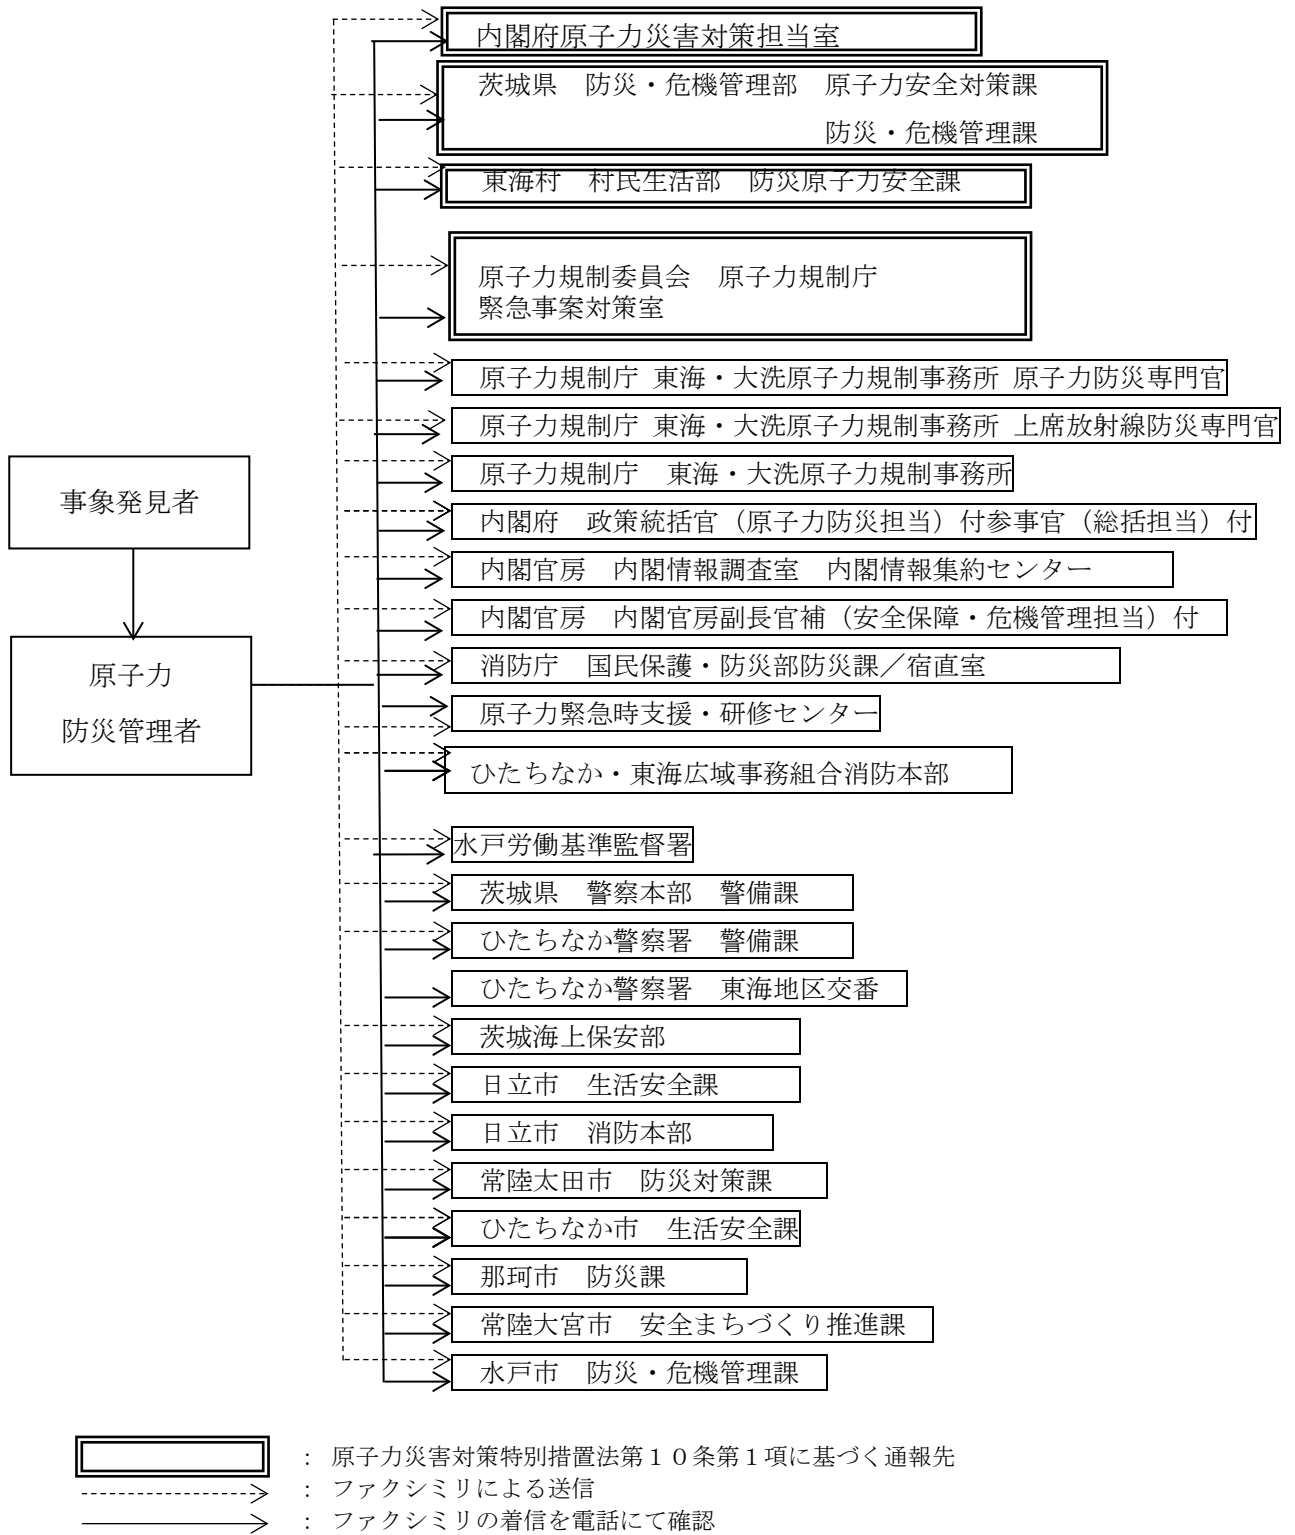 内閣府原子力災害対策担当室
茨城県　防災・危機管理部　原子力安全対策課
防災・危機管理課
東海村　村民生活部　防災原子力安全課
原子力規制委員会　原子力規制庁
緊急事案対策室
原子力規制庁 東海・大洗原子力規制事務所 原子力防災専門官
原子力規制庁 東海・大洗原子力規制事務所 上席放射線防災専門官
原子力規制庁　東海・大洗原子力規制事務所
内閣府　政策統括官（原子力防災担当）付参事官（総括担当）付
内閣官房　内閣情報調査室　内閣情報集約センター
内閣官房　内閣官房副長官補（安全保障・危機管理担当）付
消防庁　国民保護・防災部防災課／宿直室
原子力緊急時支援・研修センター
ひたちなか・東海広域事務組合消防本部
水戸労働基準監督署
茨城県　警察本部　警備課
ひたちなか警察署　警備課
ひたちなか警察署　東海地区交番
茨城海上保安部
日立市　生活安全課
日立市　消防本部
常陸太田市　防災対策課
ひたちなか市　生活安全課
那珂市　防災課
常陸大宮市　安全まちづくり推進課
水戸市　防災・危機管理課
事象発見者
原子力
防災管理者
： 原子力災害対策特別措置法第１０条第１項に基づく通報先
： ファクシミリによる送信
： ファクシミリの着信を電話にて確認